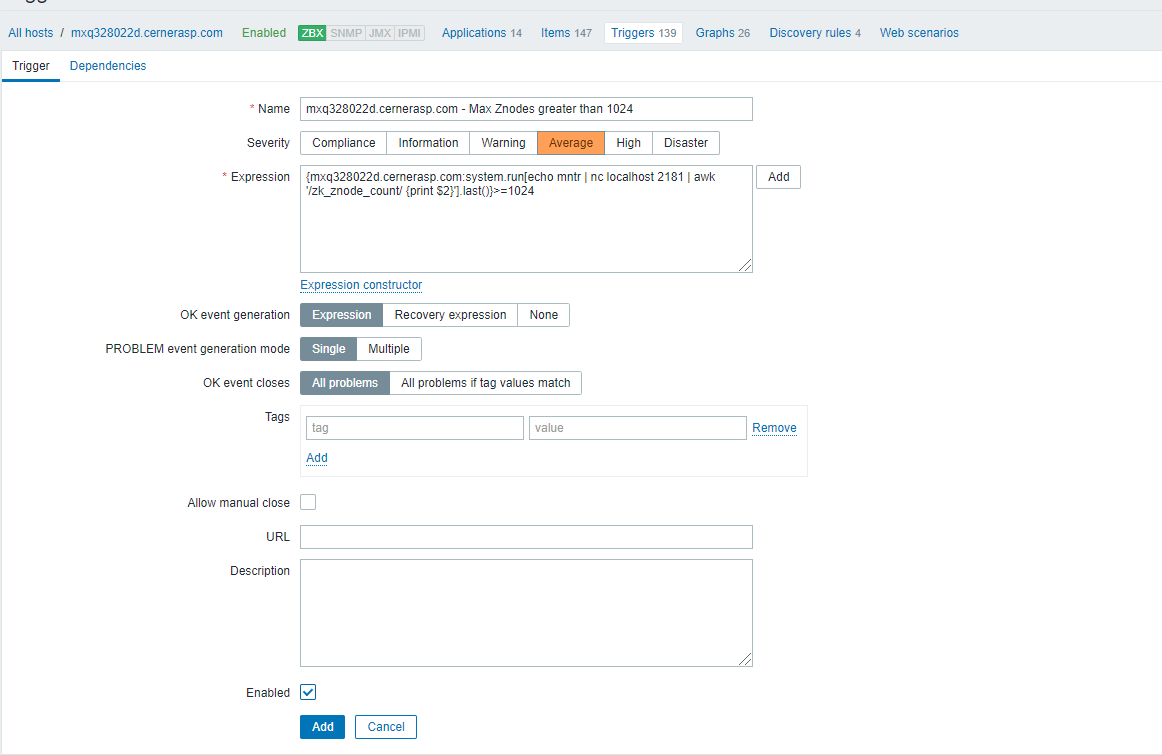 All hosts / mxq328022d.cernerasp.com Enabled ZBX SNMP JMX IPMI Applications 14 Items 147 Triggers 139 Graphs 26 Discovery rules 4 Web scenarios
Trigger Dependencies
* Name mxq328022d.cernerasp.com - Max Znodes greater than 1024
Severity Compliance Information Warning Average High Disaster
* Expression {mxq328022d.cernerasp.com:system.run[echo mntr | nc localhost 2181 | awk Add
'/zk_znode_count/ {print $2}'].last()}>=1024
Expression constructor
OK event generation Expression Recovery expression None
PROBLEM event generation mode Single Multiple
OK event closes All problems All problems if tag values match
Tags
tag value Remove
Add
Allow manual close
URL
Description
Enabled
Add Cancel